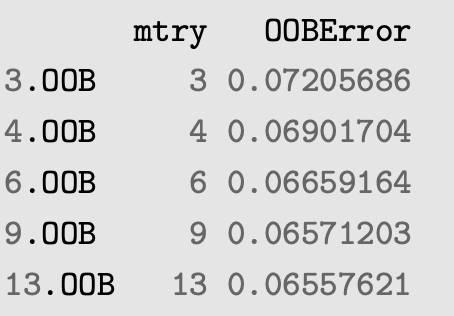 mtry OOBError
3.OOB 3 0.07205686
4.OOB 4 0.06901704
6.OOB 6 0.06659164
9.OOB 9 0.06571203
13.OOB 13 0.06557621